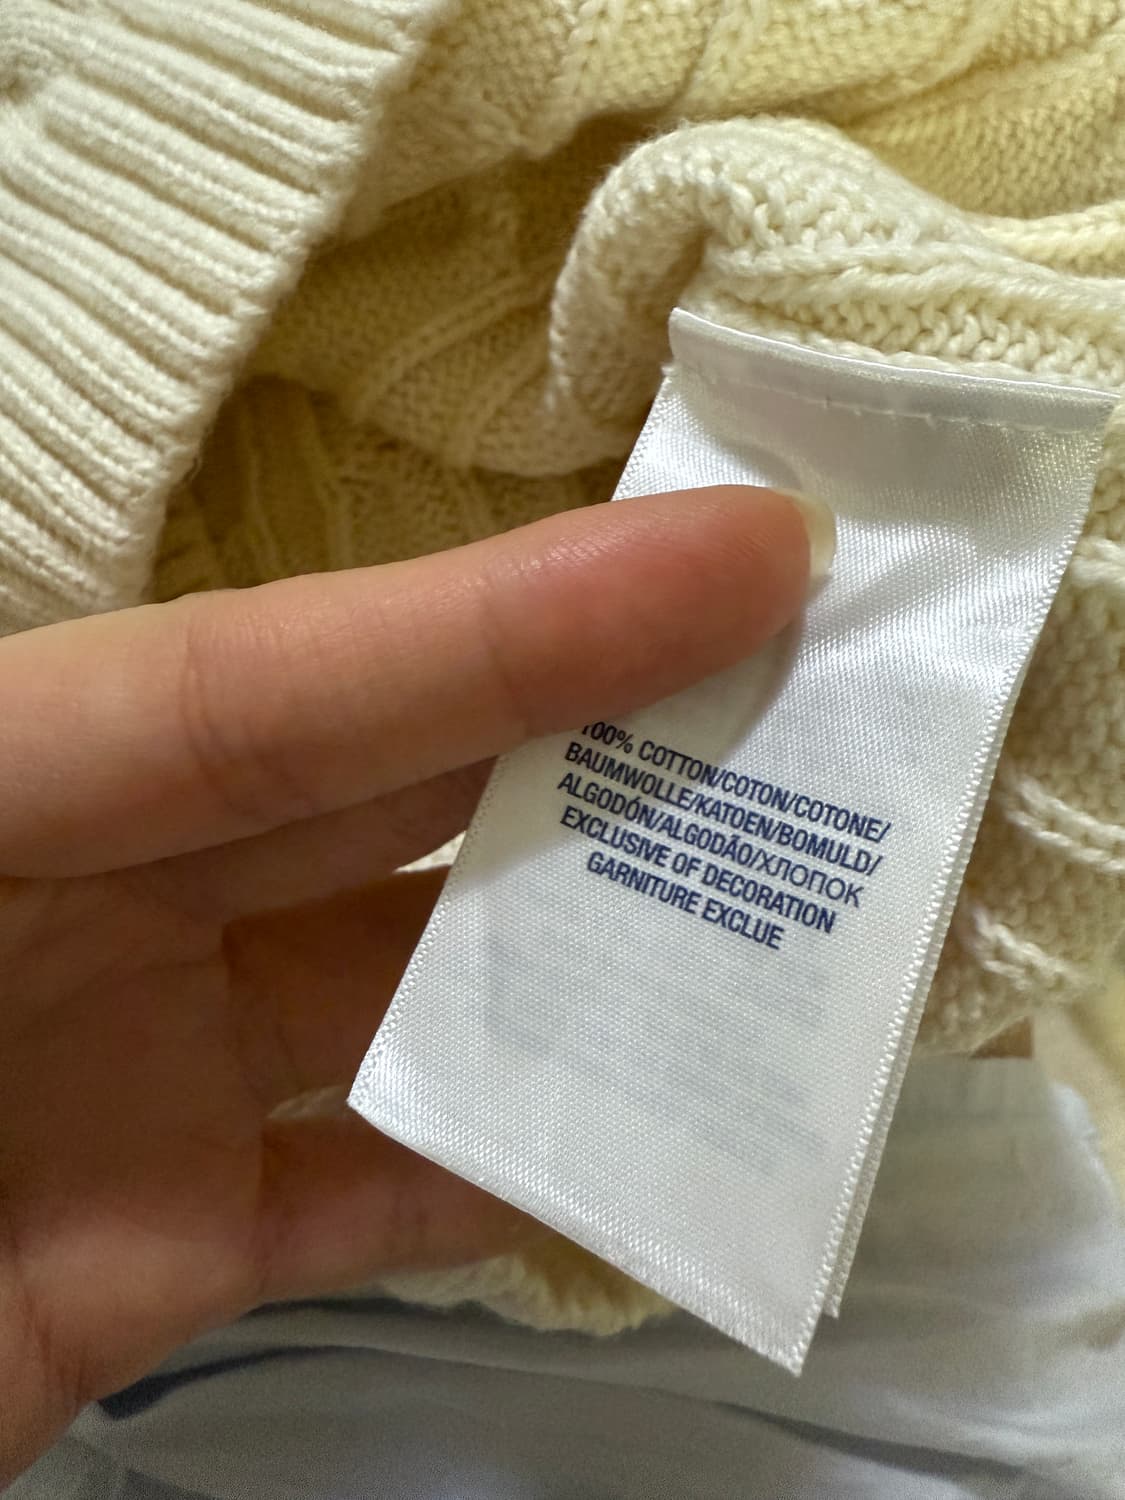 100% COTTON/COTON/COTONE/
BAUMWOLLE/KATOEN/BOMULD/
ALGODÓN/ALGODÃO/ХЛОПОК
EXCLUSIVE OF DECORATION
GARNITURE EXCLUE